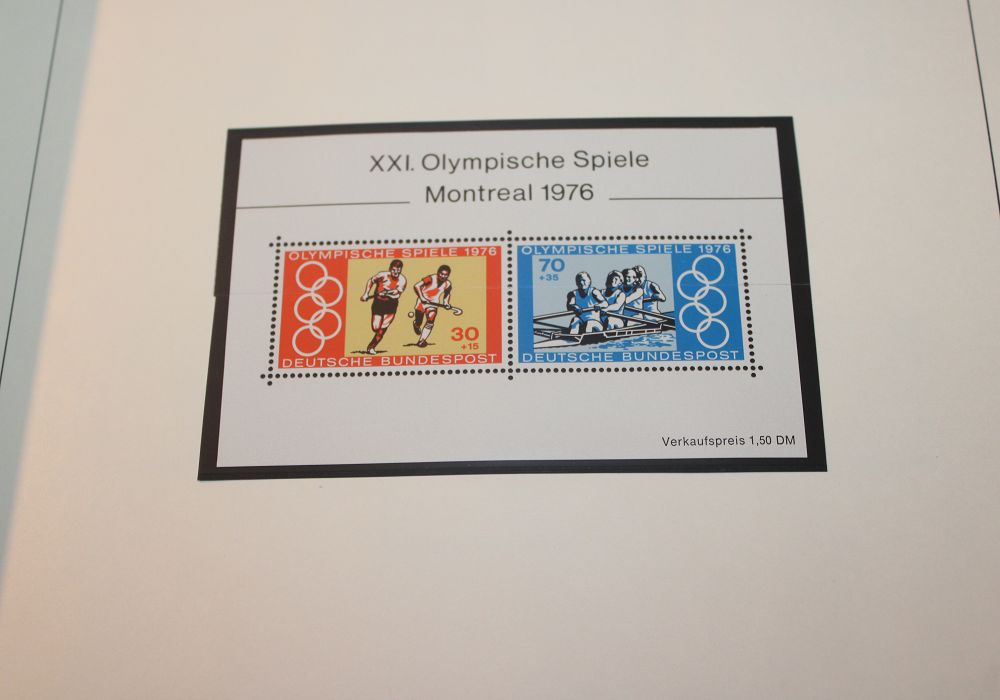 XXI. Olympische Spiele
Montreal 1976
OLYMPISCHE SPIELE 1976
30
+15
DEUTSCHE BUNDESPOST
OLYMPISCHE SPIELE 1976
70
+35
DEUTSCHE BUNDESPOST
Verkaufspreis 1,50 DM